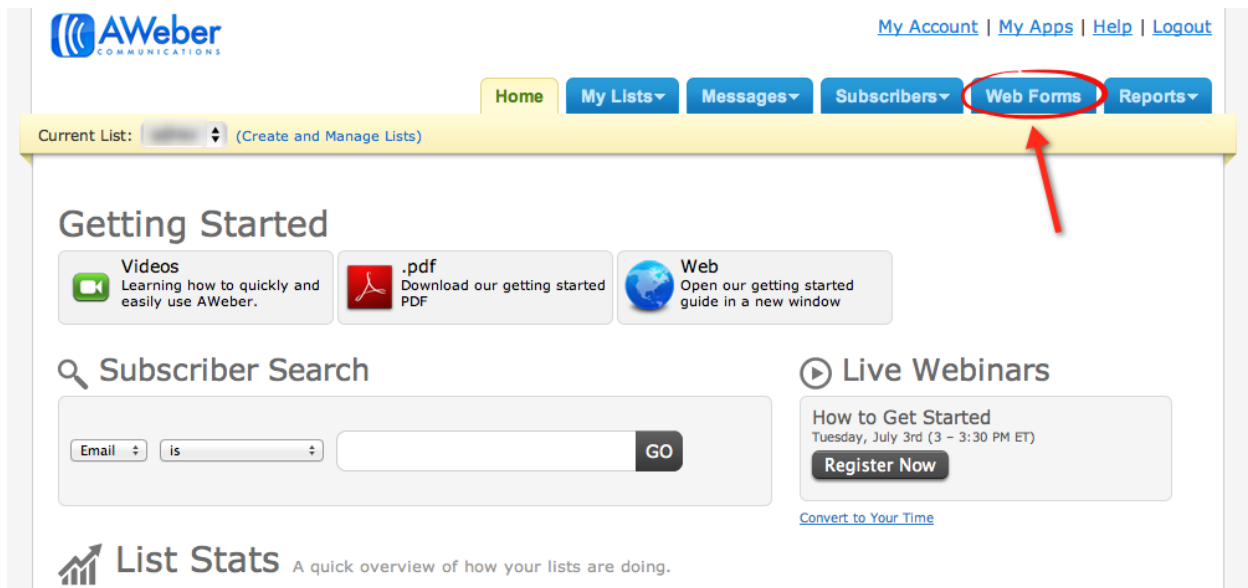 AWeber
COMMUNICATIONS
My Account | My Apps | Help | Logout
Home My Lists Messages Subscribers Web Forms Reports
Current List: (Create and Manage Lists)
Getting Started
Videos
Learning how to quickly and
easily use AWeber.
.pdf
Download our getting started
PDF
Web
Open our getting started
guide in a new window
Subscriber Search
Email is GO
Live Webinars
How to Get Started
Tuesday, July 3rd (3 – 3:30 PM ET)
Register Now
Convert to Your Time
List Stats A quick overview of how your lists are doing.